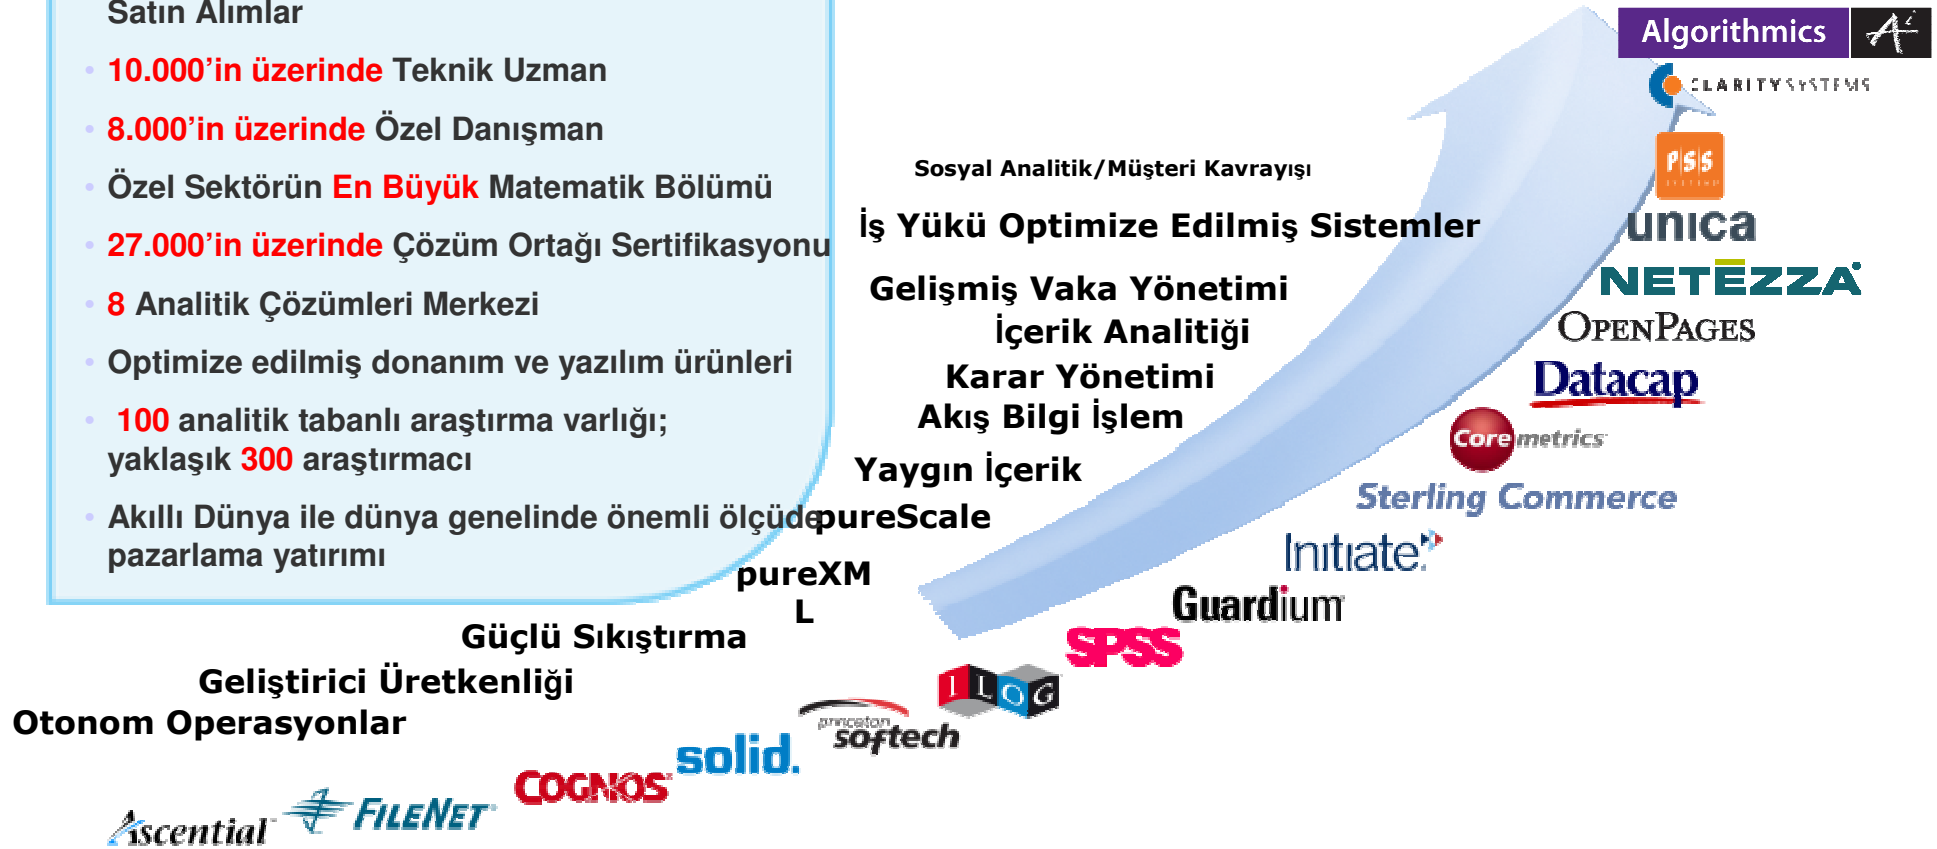 Satın Alımlar
• 10.000’in üzerinde Teknik Uzman
• 8.000’in üzerinde Özel Danışman
• Özel Sektörün En Büyük Matematik Bölümü
• 27.000’in üzerinde Çözüm Ortağı Sertifikasyonu
• 8 Analitik Çözümleri Merkezi
• Optimize edilmiş donanım ve yazılım ürünleri
• 100 analitik tabanlı araştırma varlığı;
yaklaşık 300 araştırmacı
• Akıllı Dünya ile dünya genelinde önemli ölçüde
pazarlama yatırımı
Sosyal Analitik/Müşteri Kavrayışı
İş Yükü Optimize Edilmiş Sistemler
Gelişmiş Vaka Yönetimi
İçerik Analitiği
Karar Yönetimi
Akış Bilgi İşlem
Yaygın İçerik
pureScale
pureXM
L
Güçlü Sıkıştırma
Geliştirici Üretkenliği
Otonom Operasyonlar
Algorithmics Ai
CLARITY SYSTEMS
PSS
SYSTEMS
unica
NETEZZA
OPENPAGES
Datacap
Coremetrics
Sterling Commerce
Initiate
Guardium
SPSS
ILOG
princeton
softech
solid.
COGNOS
FILENET
Ascential